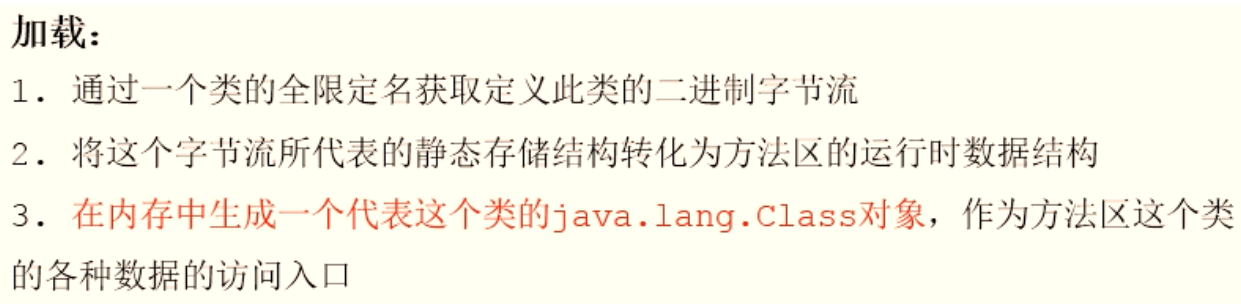 加载：
1. 通过一个类的全限定名获取定义此类的二进制字节流
2. 将这个字节流所代表的静态存储结构转化为方法区的运行时数据结构
3. 在内存中生成一个代表这个类的java.lang.Class对象，作为方法区这个类
的各种数据的访问入口